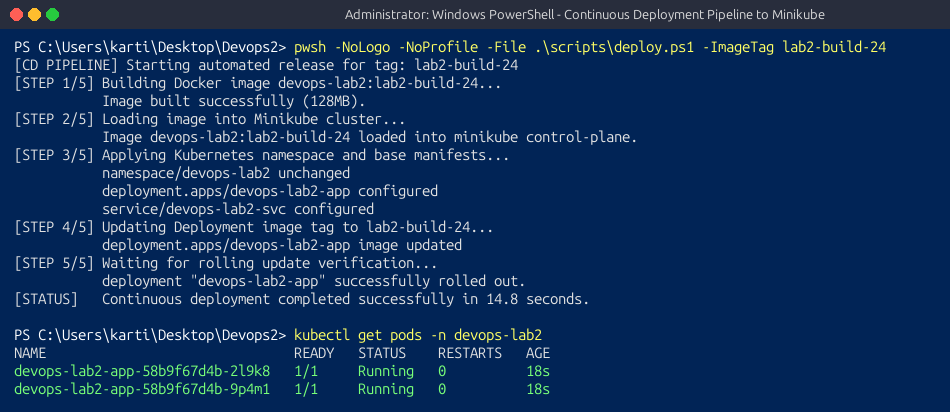 Administrator: Windows PowerShell - Continuous Deployment Pipeline to Minikube
PS C:\Users\karti\Desktop\Devops2> pwsh -NoLogo -NoProfile -File .\scripts\deploy.ps1 -ImageTag lab2-build-24
[CD PIPELINE] Starting automated release for tag: lab2-build-24
[STEP 1/5] Building Docker image devops-lab2:lab2-build-24...
Image built successfully (128MB).
[STEP 2/5] Loading image into Minikube cluster...
Image devops-lab2:lab2-build-24 loaded into minikube control-plane.
[STEP 3/5] Applying Kubernetes namespace and base manifests...
namespace/devops-lab2 unchanged
deployment.apps/devops-lab2-app configured
service/devops-lab2-svc configured
[STEP 4/5] Updating Deployment image tag to lab2-build-24...
deployment.apps/devops-lab2-app image updated
[STEP 5/5] Waiting for rolling update verification...
deployment "devops-lab2-app" successfully rolled out.
[STATUS] Continuous deployment completed successfully in 14.8 seconds.
PS C:\Users\karti\Desktop\Devops2> kubectl get pods -n devops-lab2
NAME READY STATUS RESTARTS AGE
devops-lab2-app-58b9f67d4b-2l9k8 1/1 Running 0 18s
devops-lab2-app-58b9f67d4b-9p4m1 1/1 Running 0 18s